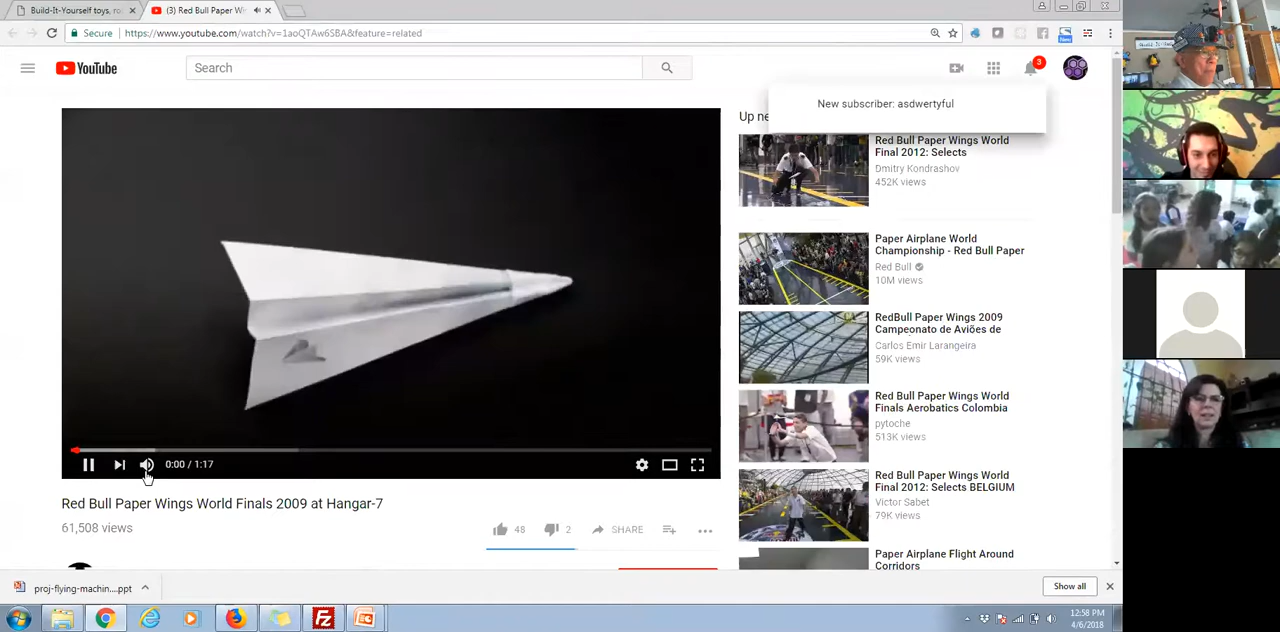 Build-It-Yourself toys, ro
(3) Red Bull Paper Wi
Secure
https://www.youtube.com/watch?v=1aoQTAw6SBA&feature=related
New
YouTube
Search
3
New subscriber: asdwertyful
Up ne
Red Bull Paper Wings World
Final 2012: Selects
Dmitry Kondrashov
452K views
Paper Airplane World
Championship - Red Bull Paper
Red Bull
10M views
RedBull Paper Wings 2009
Campeonato de Aviões de
Carlos Emir Larangeira
59K views
Red Bull Paper Wings World
Finals Aerobatics Colombia
pytoche
513K views
Red Bull Paper Wings World
Final 2012: Selects BELGIUM
Victor Sabet
79K views
Paper Airplane Flight Around
Corridors
0:00 / 1:17
Red Bull Paper Wings World Finals 2009 at Hangar-7
61,508 views
48
2
SHARE
proj-flying-machin....ppt
Show all
12:58 PM
4/6/2018